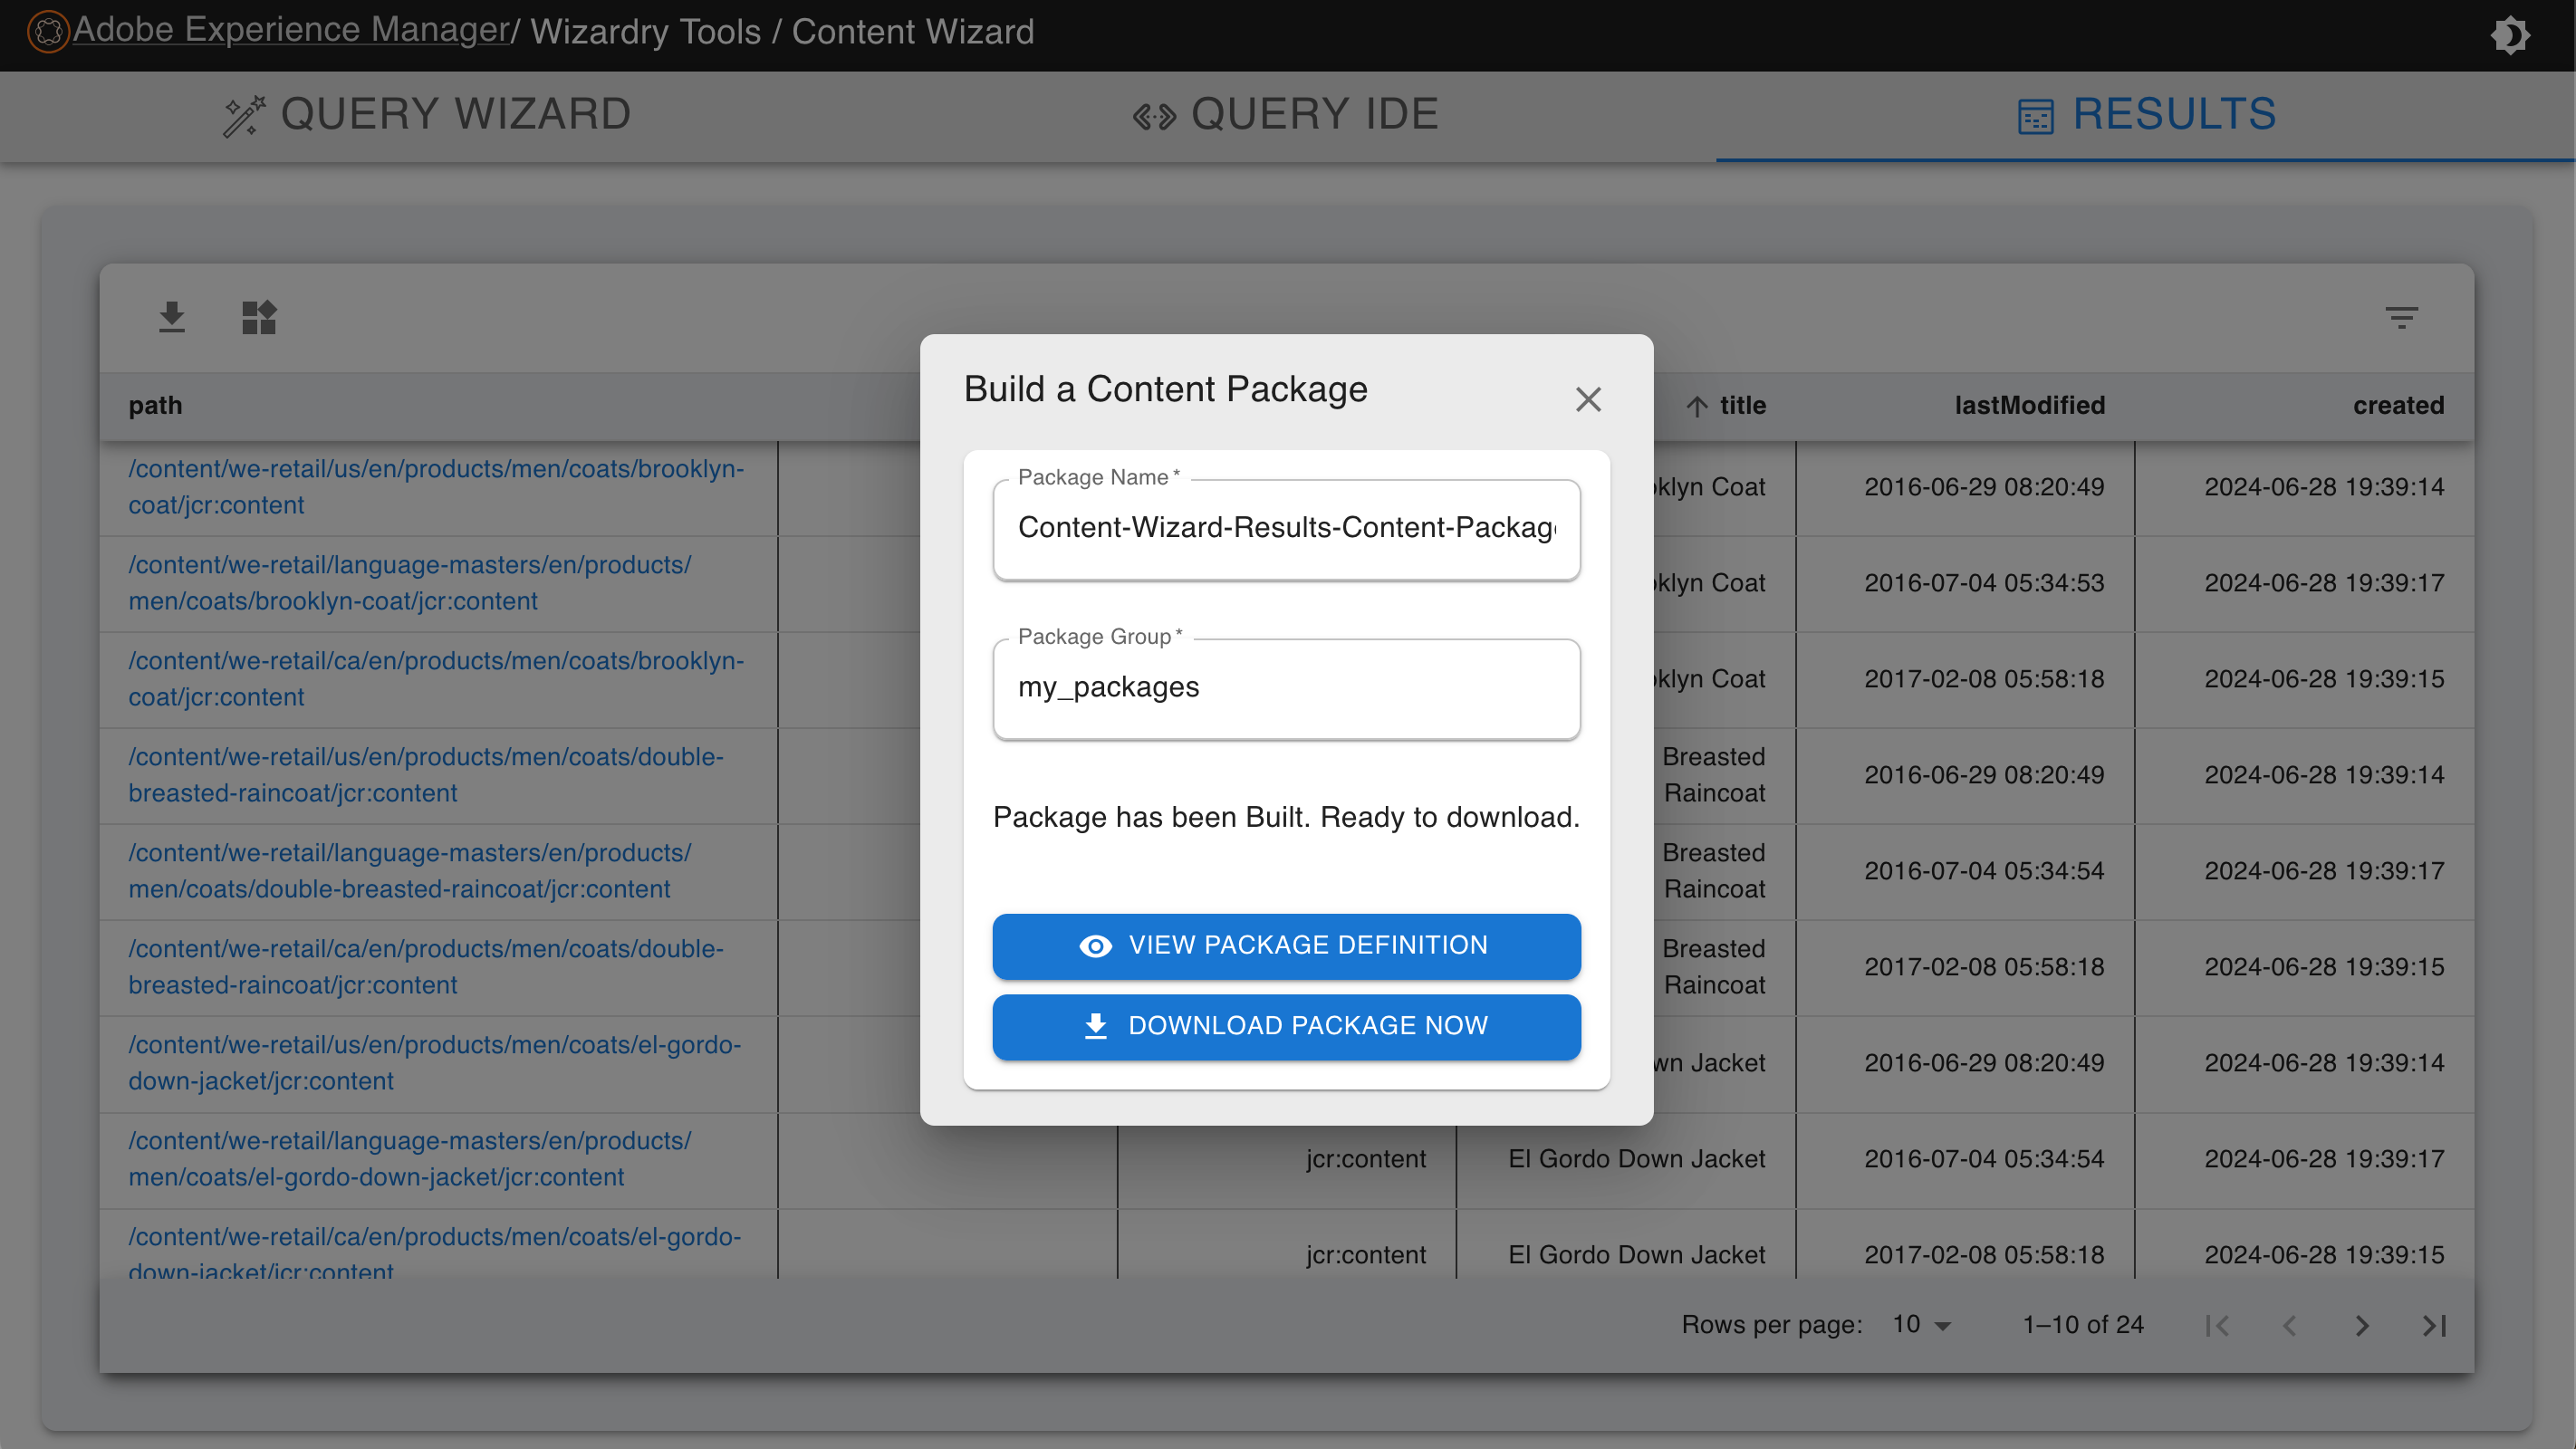 Adobe Experience Manager/ Wizardry Tools / Content Wizard
QUERY WIZARD
QUERY IDE
RESULTS
path
title
lastModified
created
/content/we-retail/us/en/products/men/coats/brooklyn-
coat/jcr:content
klyn Coat
2016-06-29 08:20:49
2024-06-28 19:39:14
/content/we-retail/language-masters/en/products/
men/coats/brooklyn-coat/jcr:content
klyn Coat
2016-07-04 05:34:53
2024-06-28 19:39:17
/content/we-retail/ca/en/products/men/coats/brooklyn-
coat/jcr:content
klyn Coat
2017-02-08 05:58:18
2024-06-28 19:39:15
/content/we-retail/us/en/products/men/coats/double-
breasted-raincoat/jcr:content
Breasted
Raincoat
2016-06-29 08:20:49
2024-06-28 19:39:14
/content/we-retail/language-masters/en/products/
men/coats/double-breasted-raincoat/jcr:content
Breasted
Raincoat
2016-07-04 05:34:54
2024-06-28 19:39:17
/content/we-retail/ca/en/products/men/coats/double-
breasted-raincoat/jcr:content
Breasted
Raincoat
2017-02-08 05:58:18
2024-06-28 19:39:15
/content/we-retail/us/en/products/men/coats/el-gordo-
down-jacket/jcr:content
wn Jacket
2016-06-29 08:20:49
2024-06-28 19:39:14
/content/we-retail/language-masters/en/products/
men/coats/el-gordo-down-jacket/jcr:content
jcr:content
El Gordo Down Jacket
2016-07-04 05:34:54
2024-06-28 19:39:17
/content/we-retail/ca/en/products/men/coats/el-gordo-
down-jacket/jcr:content
jcr:content
El Gordo Down Jacket
2017-02-08 05:58:18
2024-06-28 19:39:15
Rows per page: 10
1–10 of 24
Build a Content Package
Package Name *
Content-Wizard-Results-Content-Package
Package Group *
my_packages
Package has been Built. Ready to download.
VIEW PACKAGE DEFINITION
DOWNLOAD PACKAGE NOW